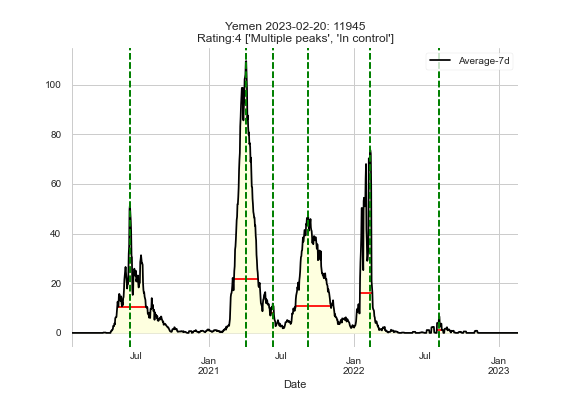 Yemen 2023-02-20: 11945
Rating:4 ['Multiple peaks', 'In control']
Average-7d
100
80
60
40
20
0
Jul
Jan
2021
Jul
Jan
2022
Jul
Jan
2023
Date